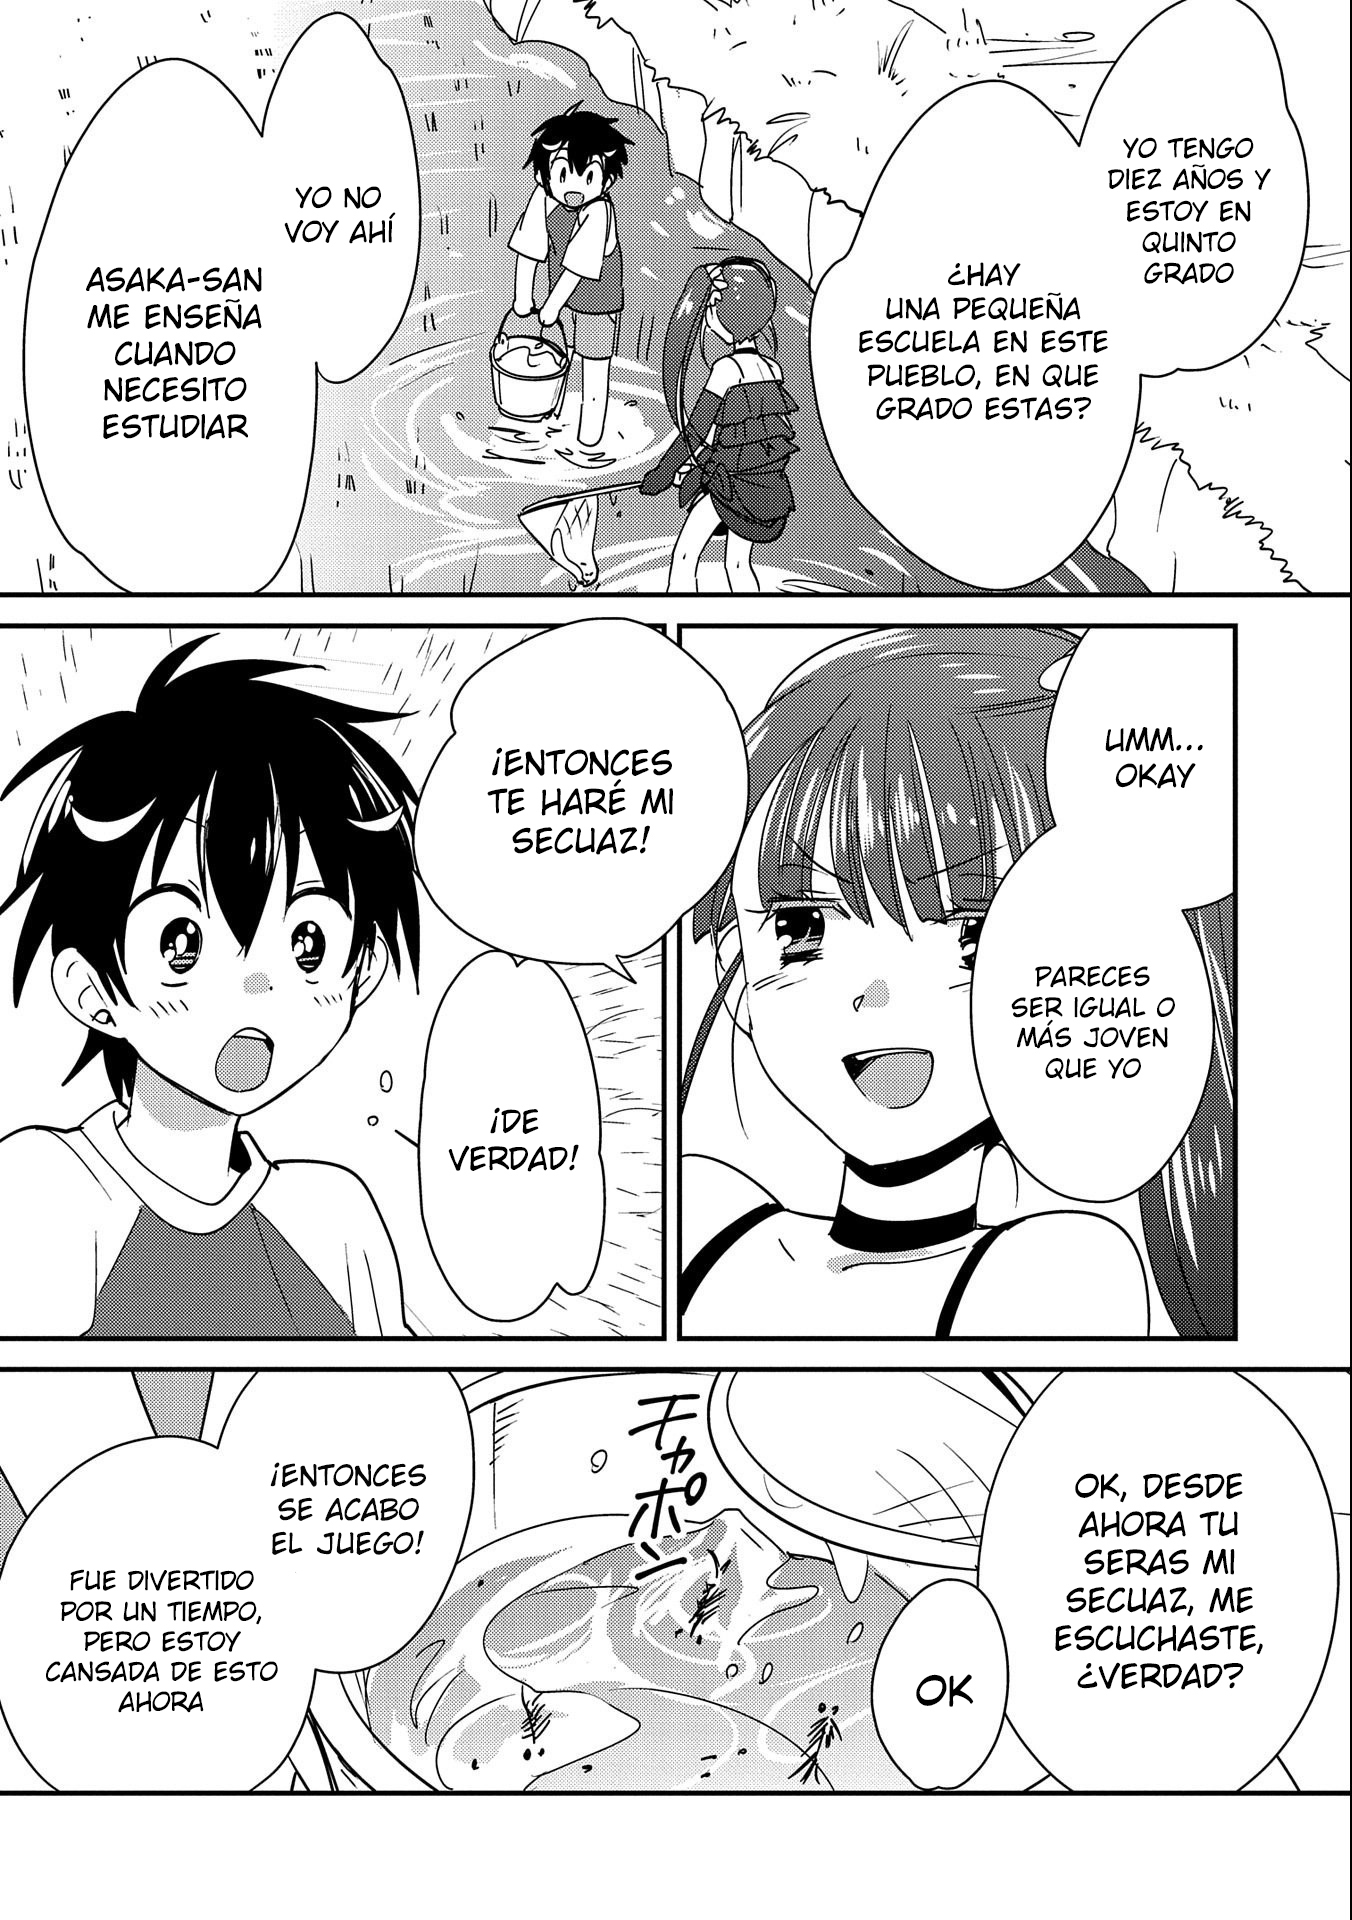 YO TENGO
DIEZ AÑOS Y
ESTOY EN
QUINTO
GRADO
¿HAY
UNA PEQUEÑA
ESCUELA EN ESTE
PUEBLO, EN QUE
GRADO ESTAS?
YO NO
VOY AHÍ
ASAKA-SAN
ME ENSEÑA
CUANDO
NECESITO
ESTUDIAR
UMM...
OKAY
PARECES
SER IGUAL O
MÁS JOVEN
QUE YO
¡ENTONCES
TE HARÉ MI
SECUAZ!
¡DE
VERDAD!
OK, DESDE
AHORA TU
SERAS MI
SECUAZ, ME
ESCUCHASTE,
¿VERDAD?
OK
チャポン
¡ENTONCES
SE ACABO
EL JUEGO!
FUE DIVERTIDO
POR UN TIEMPO,
PERO ESTOY
CANSADA DE ESTO
AHORA